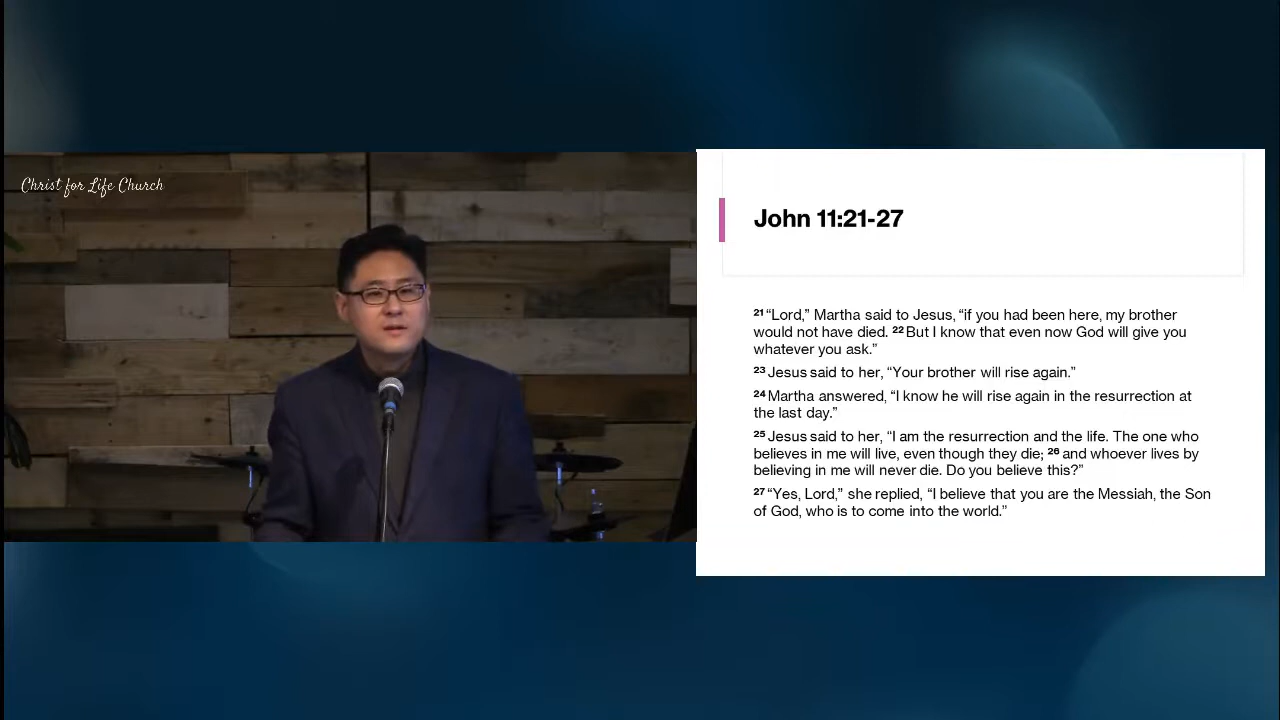 Christ for Life Church
John 11:21-27
²¹ “Lord,” Martha said to Jesus, “if you had been here, my brother
would not have died. ²² But I know that even now God will give you
whatever you ask.”
²³ Jesus said to her, “Your brother will rise again.”
²⁴ Martha answered, “I know he will rise again in the resurrection at
the last day.”
²⁵ Jesus said to her, “I am the resurrection and the life. The one who
believes in me will live, even though they die; ²⁶ and whoever lives by
believing in me will never die. Do you believe this?”
²⁷ “Yes, Lord,” she replied, “I believe that you are the Messiah, the Son
of God, who is to come into the world.”